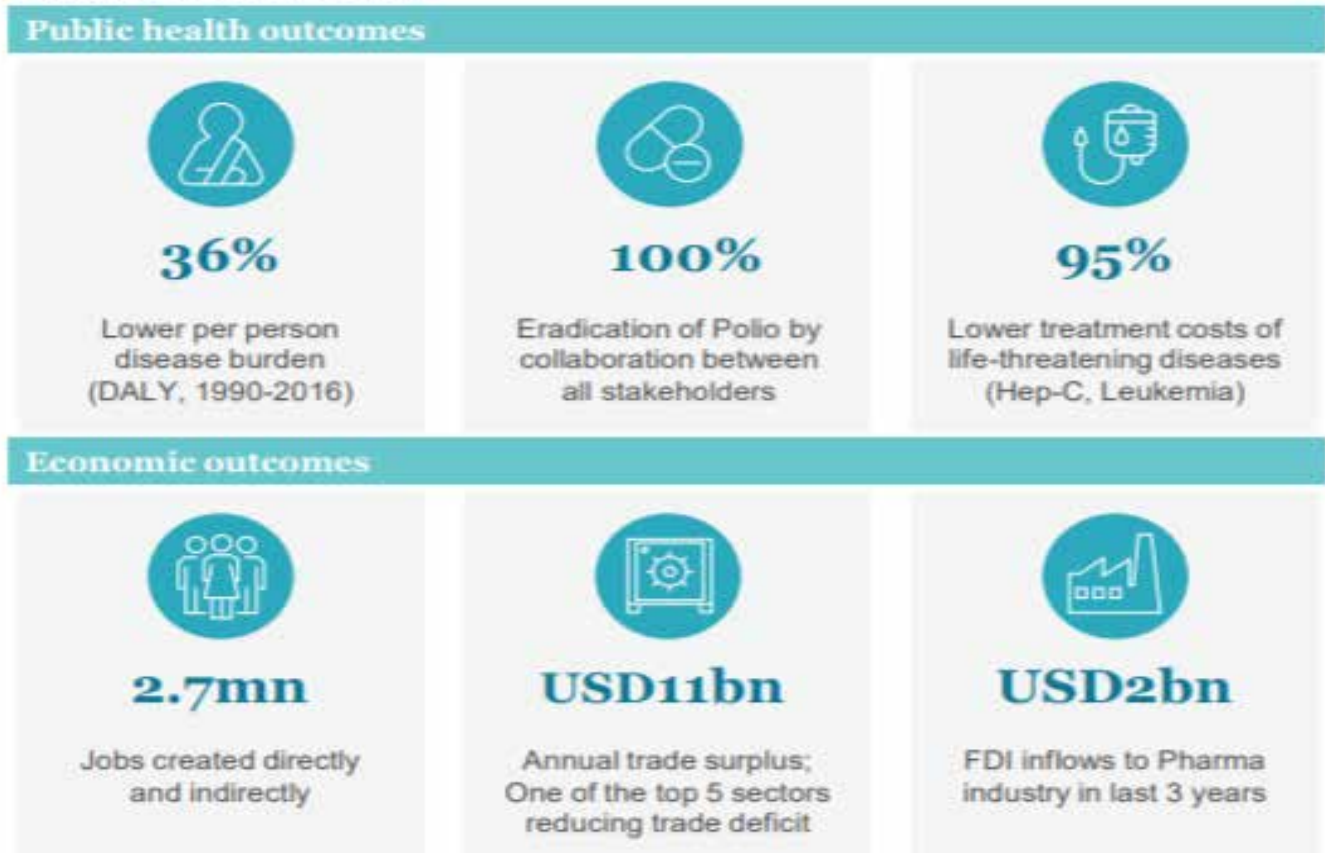 Public health outcomes
36%
Lower per person
disease burden
(DALY, 1990-2016)
100%
Eradication of Polio by
collaboration between
all stakeholders
95%
Lower treatment costs of
life-threatening diseases
(Hep-C, Leukemia)
Economic outcomes
2.7mn
Jobs created directly
and indirectly
USD11bn
Annual trade surplus;
One of the top 5 sectors
reducing trade deficit
USD2bn
FDI inflows to Pharma
industry in last 3 years